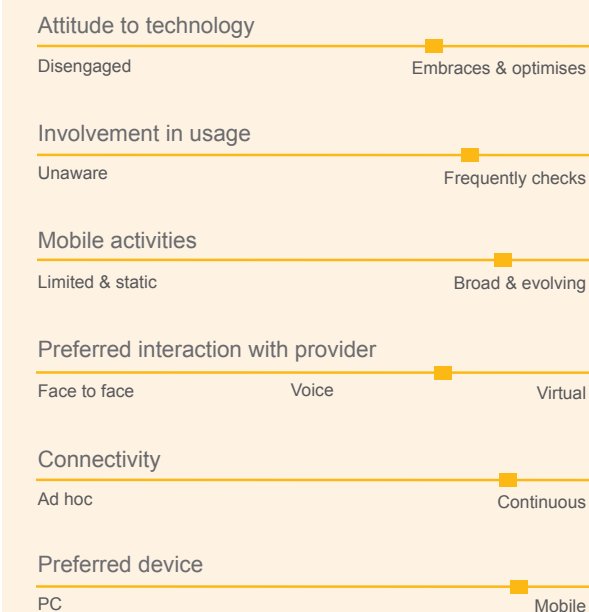 Attitude to technology
Disengaged Embraces & optimises
Involvement in usage
Unaware Frequently checks
Mobile activities
Limited & static Broad & evolving
Preferred interaction with provider
Face to face Voice Virtual
Connectivity
Ad hoc Continuous
Preferred device
PC Mobile